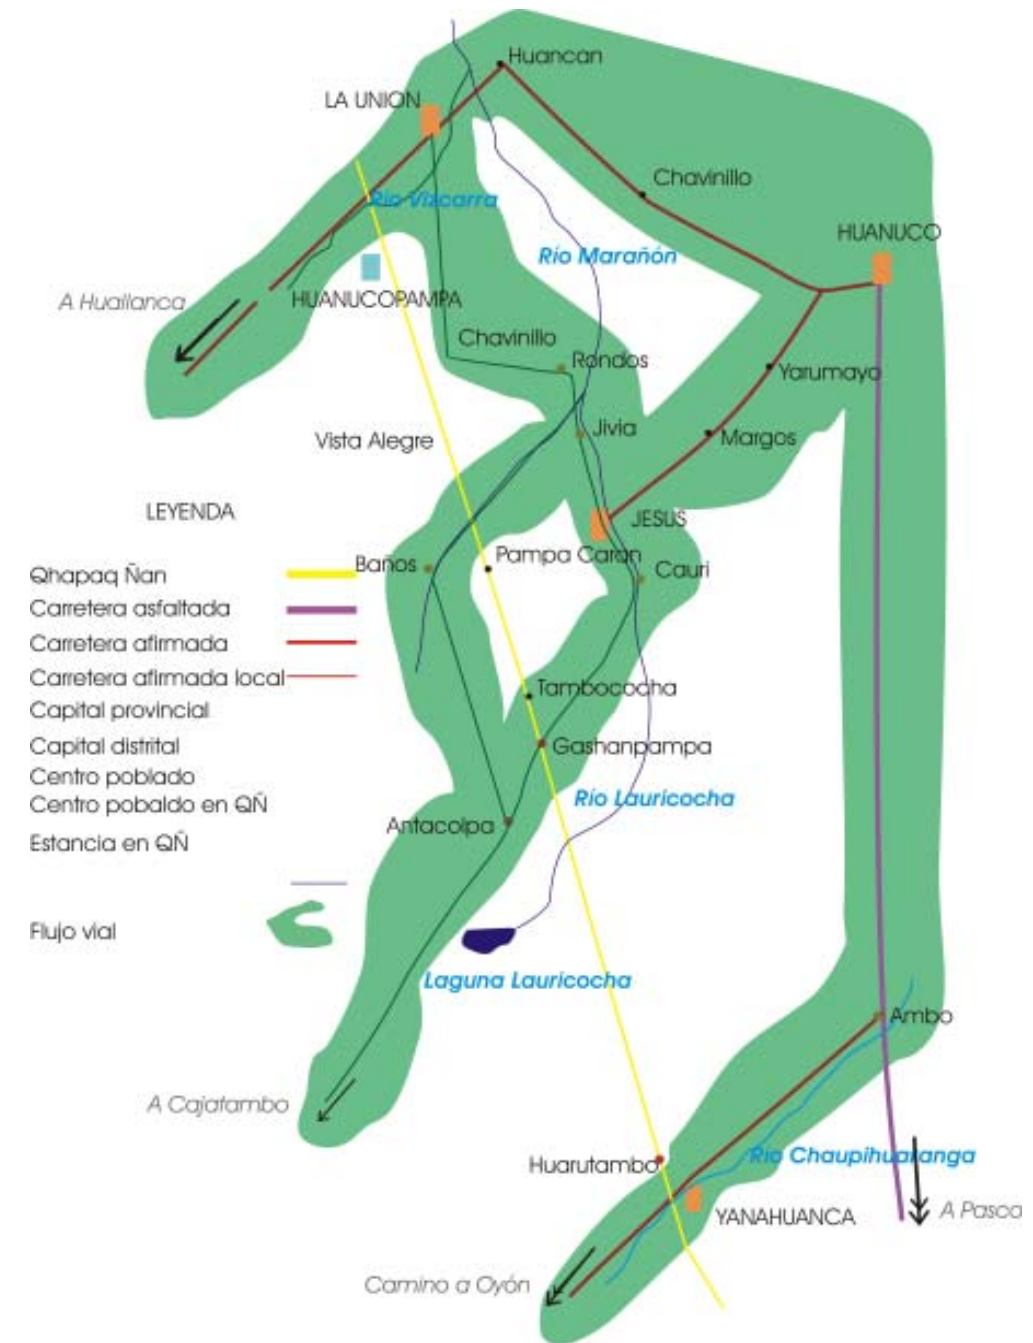 Huancan
LA UNION
Chavinillo
Río Vizcarra
HUANUCO
Río Marañón
A Huallanca
HUANUCOPAMPA
Chavinillo
Rondos
Yarumayo
Jivia
Margos
Vista Alegre
LEYENDA
JESUS
Pampa Caran
Baños
Cauri
Qhapaq Ñan
Carretera asfaltada
Carretera afirmada
Carretera afirmada local
Capital provincial
Capital distrital
Centro poblado
Centro pobaldo en QÑ
Estancia en QÑ
Flujo vial
Tambococha
Gashanpampa
Río Lauricocha
Antacolpa
Laguna Lauricocha
Ambo
A Cajatambo
Huarutambo
Río Chaupihuaranga
YANAHUANCA
A Pasco
Camino a Oyón